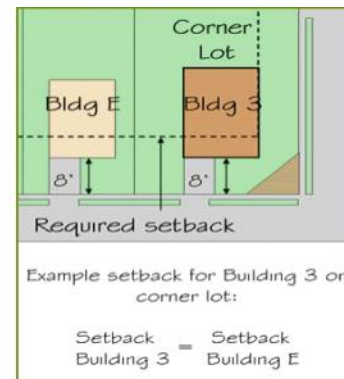 Corner
Lot
Bldg E
Bldg 3
8'
8'
Required setback
Example setback for Building 3 on
corner lot:
Setback
Building 3
=
Setback
Building E